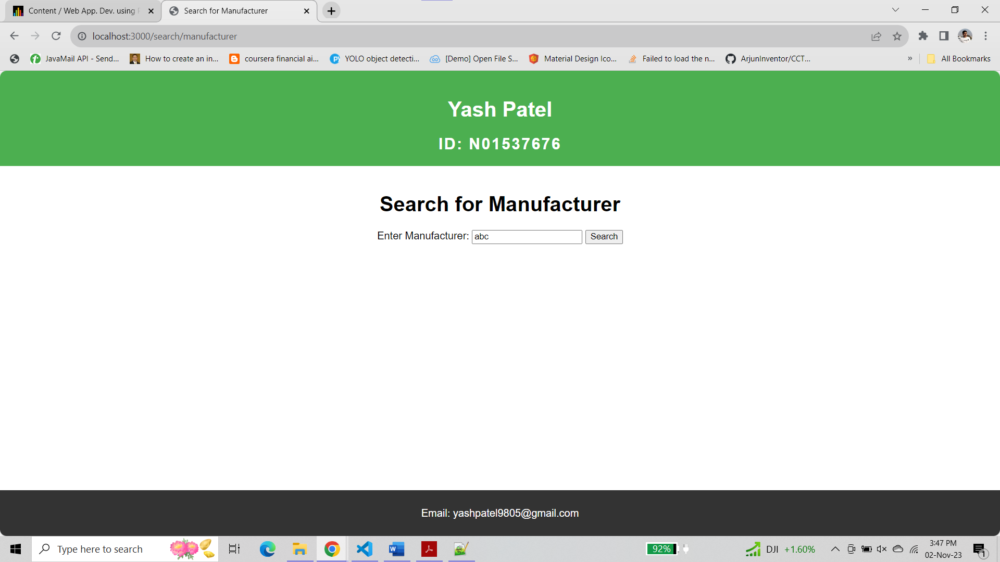 Content / Web App. Dev. using
Search for Manufacturer
localhost:3000/search/manufacturer
JavaMail API - Send...
How to create an in...
coursera financial ai...
YOLO object detecti...
[Demo] Open File S...
Material Design Ico...
Failed to load the n...
ArjunInventor/CCT...
»
All Bookmarks
Yash Patel
ID: N01537676
Search for Manufacturer
Enter Manufacturer: abc Search
Email: yashpatel9805@gmail.com
Type here to search
92%
DJI +1.60%
3:47 PM
02-Nov-23
1